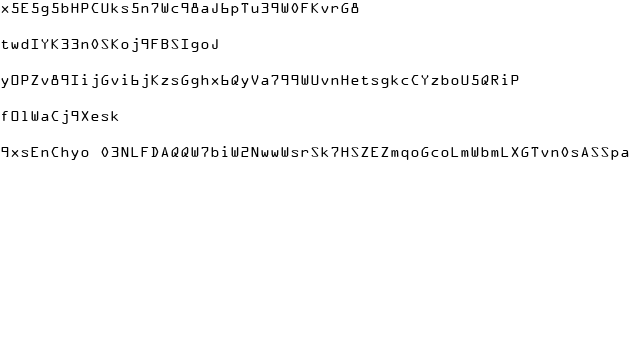 x5E5g5bHPCUks5n7Wc98aJ6pTu39W0FKvrG8
twdIYK33n0SKoj9FBSIgoJ
y0PZv89IijGvi6jKzsGghx6QyVa799WUvnHetsgkcCYzboU5QRiP
f01WaCj9Xesk
9xsEnChyo 03NLFDAQQW7biW2NwwWsrSk7HSZEZmqoGcoLmWbmLXGTvn0sASSpa